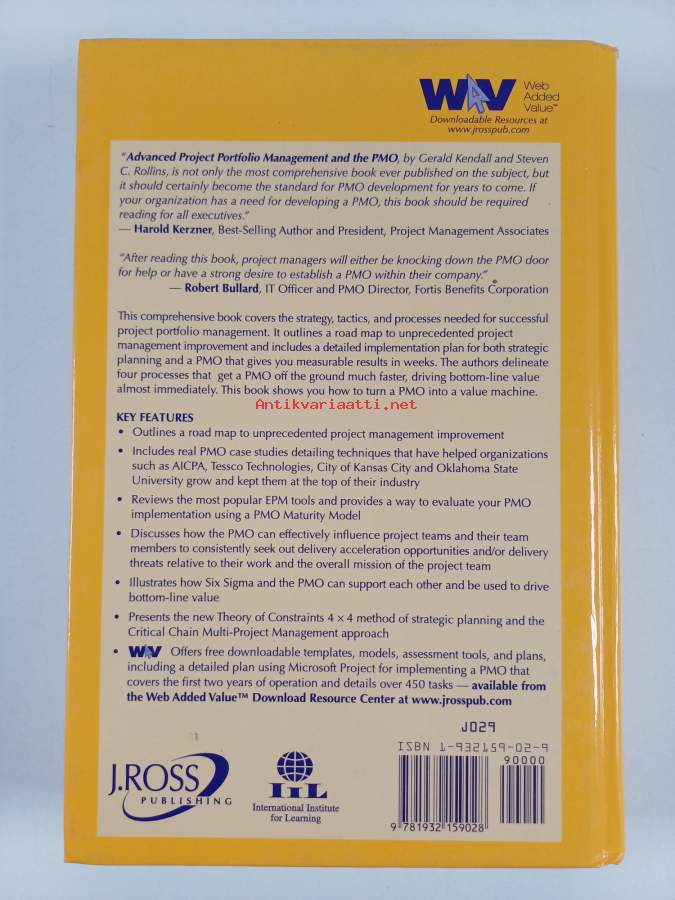 WAV Web
Added
Value™
Downloadable Resources at
www.jrosspub.com
“Advanced Project Portfolio Management and the PMO, by Gerald Kendall and Steven
C. Rollins, is not only the most comprehensive book ever published on the subject, but
it should certainly become the standard for PMO development for years to come. If
your organization has a need for developing a PMO, this book should be required
reading for all executives.”
— Harold Kerzner, Best-Selling Author and President, Project Management Associates
“After reading this book, project managers will either be knocking down the PMO door
for help or have a strong desire to establish a PMO within their company.”
— Robert Bullard, IT Officer and PMO Director, Fortis Benefits Corporation
This comprehensive book covers the strategy, tactics, and processes needed for successful
project portfolio management. It outlines a road map to unprecedented project
management improvement and includes a detailed implementation plan for both strategic
planning and a PMO that gives you measurable results in weeks. The authors delineate
four processes that get a PMO off the ground much faster, driving bottom-line value
almost immediately. This book shows you how to turn a PMO into a value machine.
Antikvariaatti.net
KEY FEATURES
• Outlines a road map to unprecedented project management improvement
• Includes real PMO case studies detailing techniques that have helped organizations
such as AICPA, Tessco Technologies, City of Kansas City and Oklahoma State
University grow and kept them at the top of their industry
• Reviews the most popular EPM tools and provides a way to evaluate your PMO
implementation using a PMO Maturity Model
• Discusses how the PMO can effectively influence project teams and their team
members to consistently seek out delivery acceleration opportunities and/or delivery
threats relative to their work and the overall mission of the project team
• Illustrates how Six Sigma and the PMO can support each other and be used to drive
bottom-line value
• Presents the new Theory of Constraints 4 × 4 method of strategic planning and the
Critical Chain Multi-Project Management approach
• WAV Offers free downloadable templates, models, assessment tools, and plans,
including a detailed plan using Microsoft Project for implementing a PMO that
covers the first two years of operation and details over 450 tasks — available from
the Web Added Value™ Download Resource Center at www.jrosspub.com
J029
ISBN 1-932159-02-9
90000
9 781932 159028
J.ROSS
PUBLISHING
IIL
International Institute
for Learning